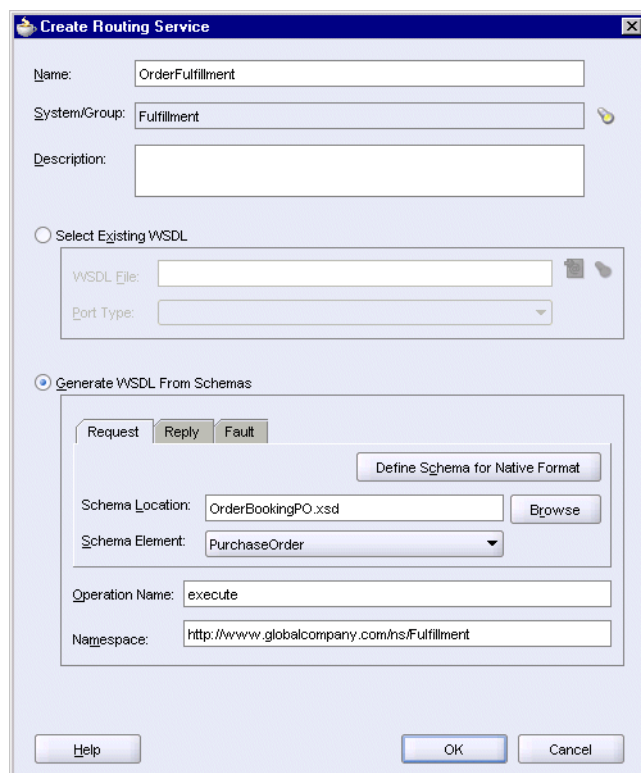 Create Routing Service
Name: OrderFulfillment
System/Group: Fulfillment
Description:
Select Existing WSDL
WSDL File:
Port Type:
Generate WSDL From Schemas
Request Reply Fault
Define Schema for Native Format
Schema Location: OrderBookingPO.xsd Browse
Schema Element: PurchaseOrder
Operation Name: execute
Namespace: http://www.globalcompany.com/ns/Fulfillment
Help OK Cancel